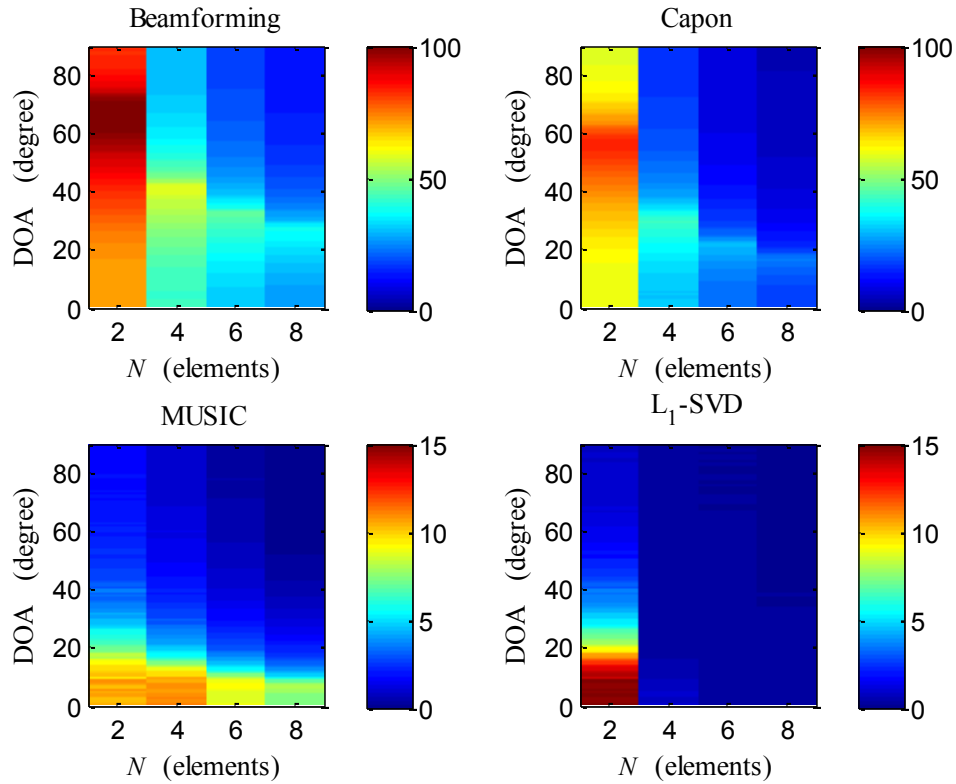 Beamforming
DOA (degree)
80
60
40
20
0
2 4 6 8
N (elements)
100
50
0
Capon
DOA (degree)
80
60
40
20
0
2 4 6 8
N (elements)
100
50
0
MUSIC
DOA (degree)
80
60
40
20
0
2 4 6 8
N (elements)
15
10
5
0
L₁-SVD
DOA (degree)
80
60
40
20
0
2 4 6 8
N (elements)
15
10
5
0